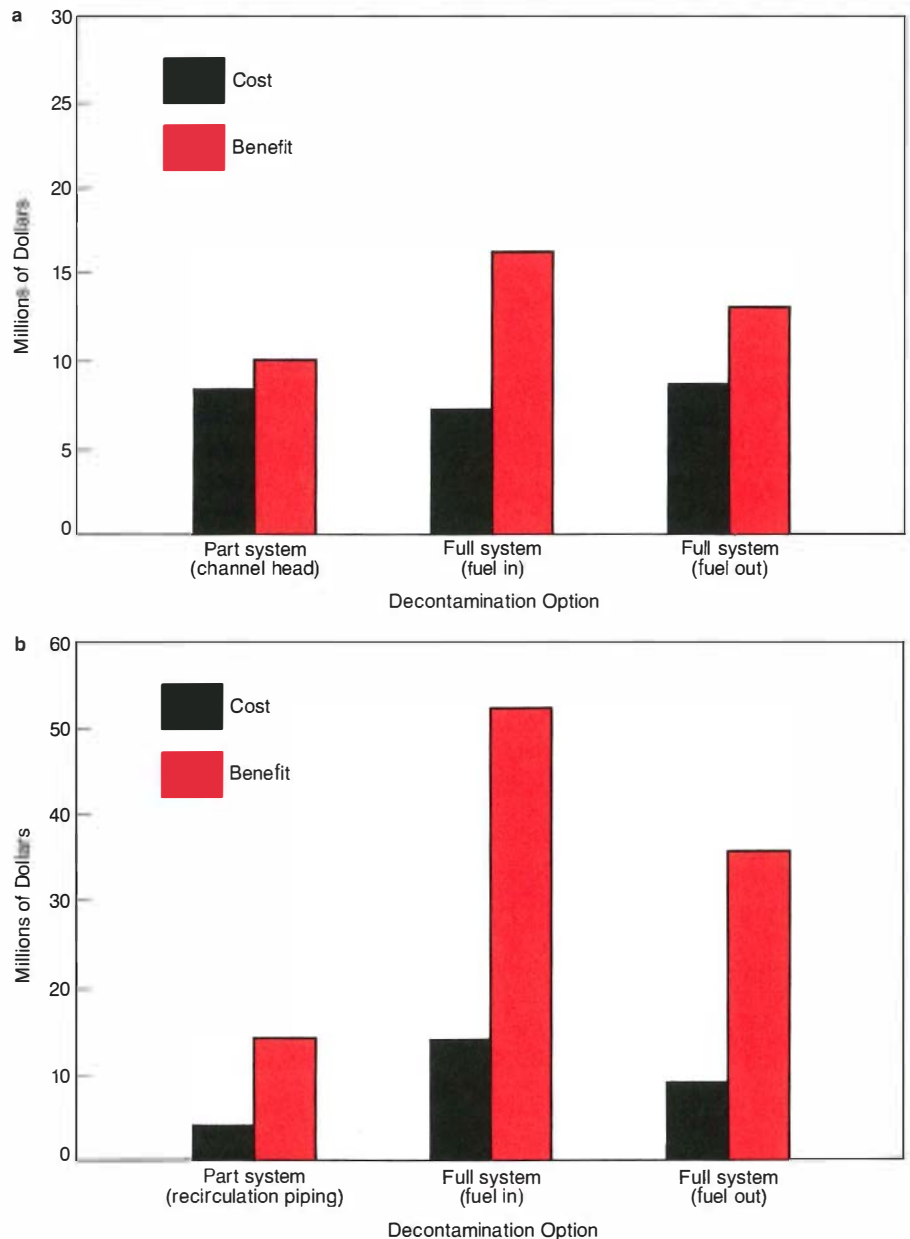 a
30
25
20
15
10
5
0
Millions of Dollars
Cost
Benefit
Part system
(channel head)
Full system
(fuel in)
Full system
(fuel out)
Decontamination Option
b
60
50
40
30
20
10
0
Millions of Dollars
Cost
Benefit
Part system
(recirculation piping)
Full system
(fuel in)
Full system
(fuel out)
Decontamination Option